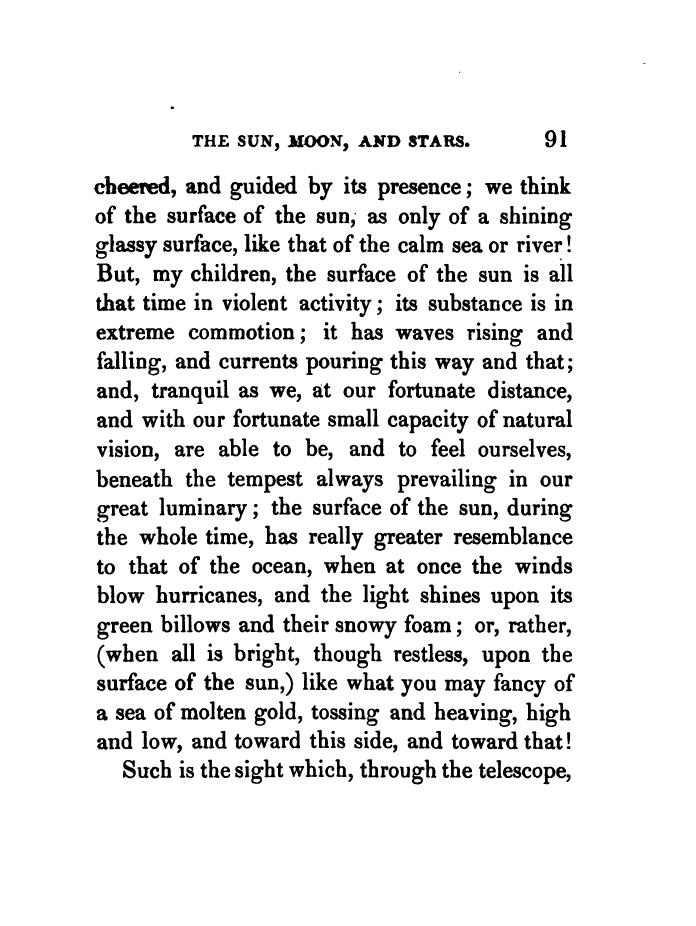 THE SUN, MOON, AND STARS. 91
cheered, and guided by its presence; we think
of the surface of the sun, as only of a shining
glassy surface, like that of the calm sea or river!
But, my children, the surface of the sun is all
that time in violent activity; its substance is in
extreme commotion; it has waves rising and
falling, and currents pouring this way and that;
and, tranquil as we, at our fortunate distance,
and with our fortunate small capacity of natural
vision, are able to be, and to feel ourselves,
beneath the tempest always prevailing in our
great luminary; the surface of the sun, during
the whole time, has really greater resemblance
to that of the ocean, when at once the winds
blow hurricanes, and the light shines upon its
green billows and their snowy foam; or, rather,
(when all is bright, though restless, upon the
surface of the sun,) like what you may fancy of
a sea of molten gold, tossing and heaving, high
and low, and toward this side, and toward that!
Such is the sight which, through the telescope,